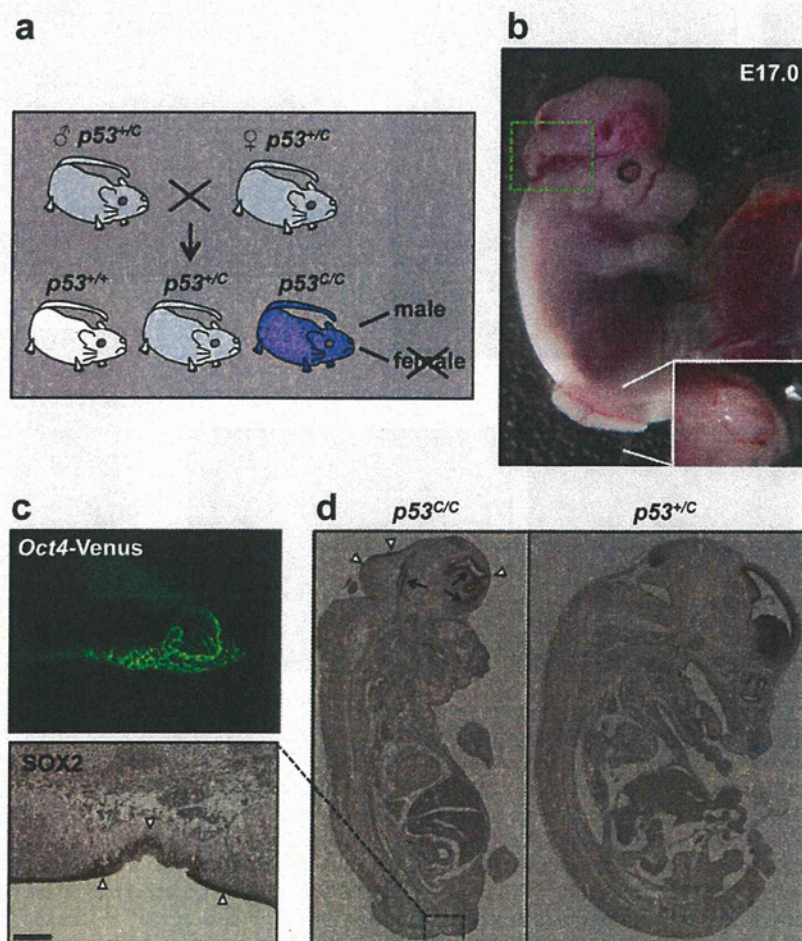 a
♂ p53+/C ♀ p53+/C
p53+/+ p53+/C p53C/C
male
female
b
E17.0
c
Oct4-Venus
SOX2
d
p53C/C p53+/C